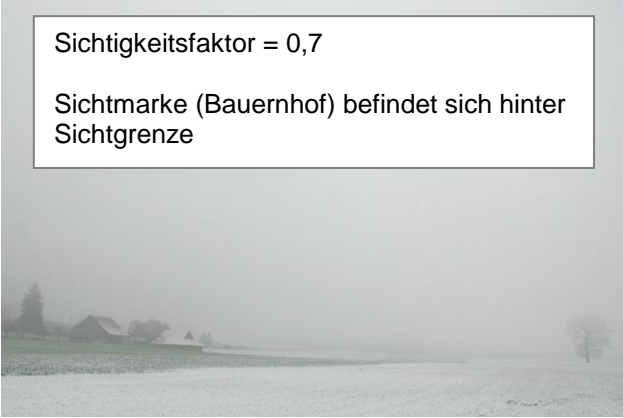 Sichtigkeitsfaktor = 0,7
Sichtmarke (Bauernhof) befindet sich hinter
Sichtgrenze